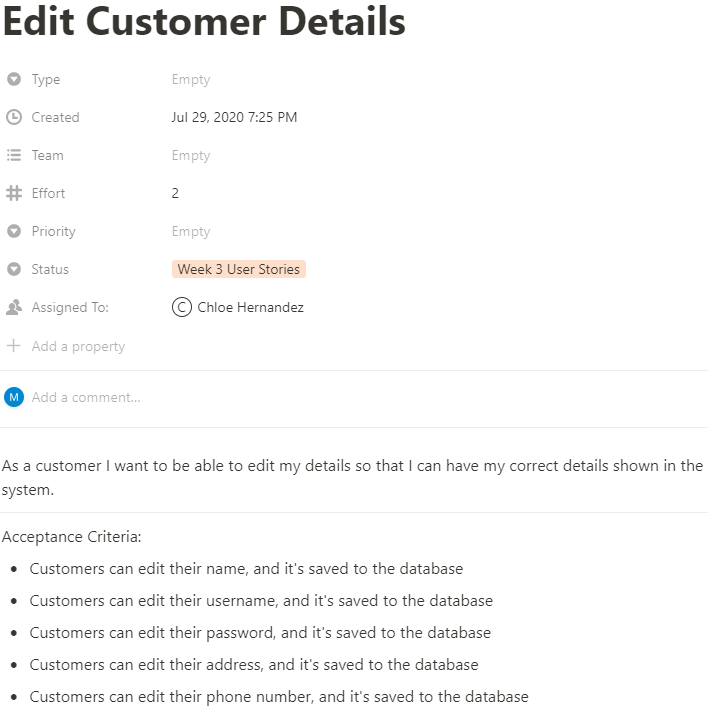 Edit Customer Details
Type Empty
Created Jul 29, 2020 7:25 PM
Team Empty
Effort 2
Priority Empty
Status Week 3 User Stories
Assigned To: C Chloe Hernandez
Add a property
M Add a comment...
As a customer I want to be able to edit my details so that I can have my correct details shown in the
system.
Acceptance Criteria:
• Customers can edit their name, and it's saved to the database
• Customers can edit their username, and it's saved to the database
• Customers can edit their password, and it's saved to the database
• Customers can edit their address, and it's saved to the database
• Customers can edit their phone number, and it's saved to the database